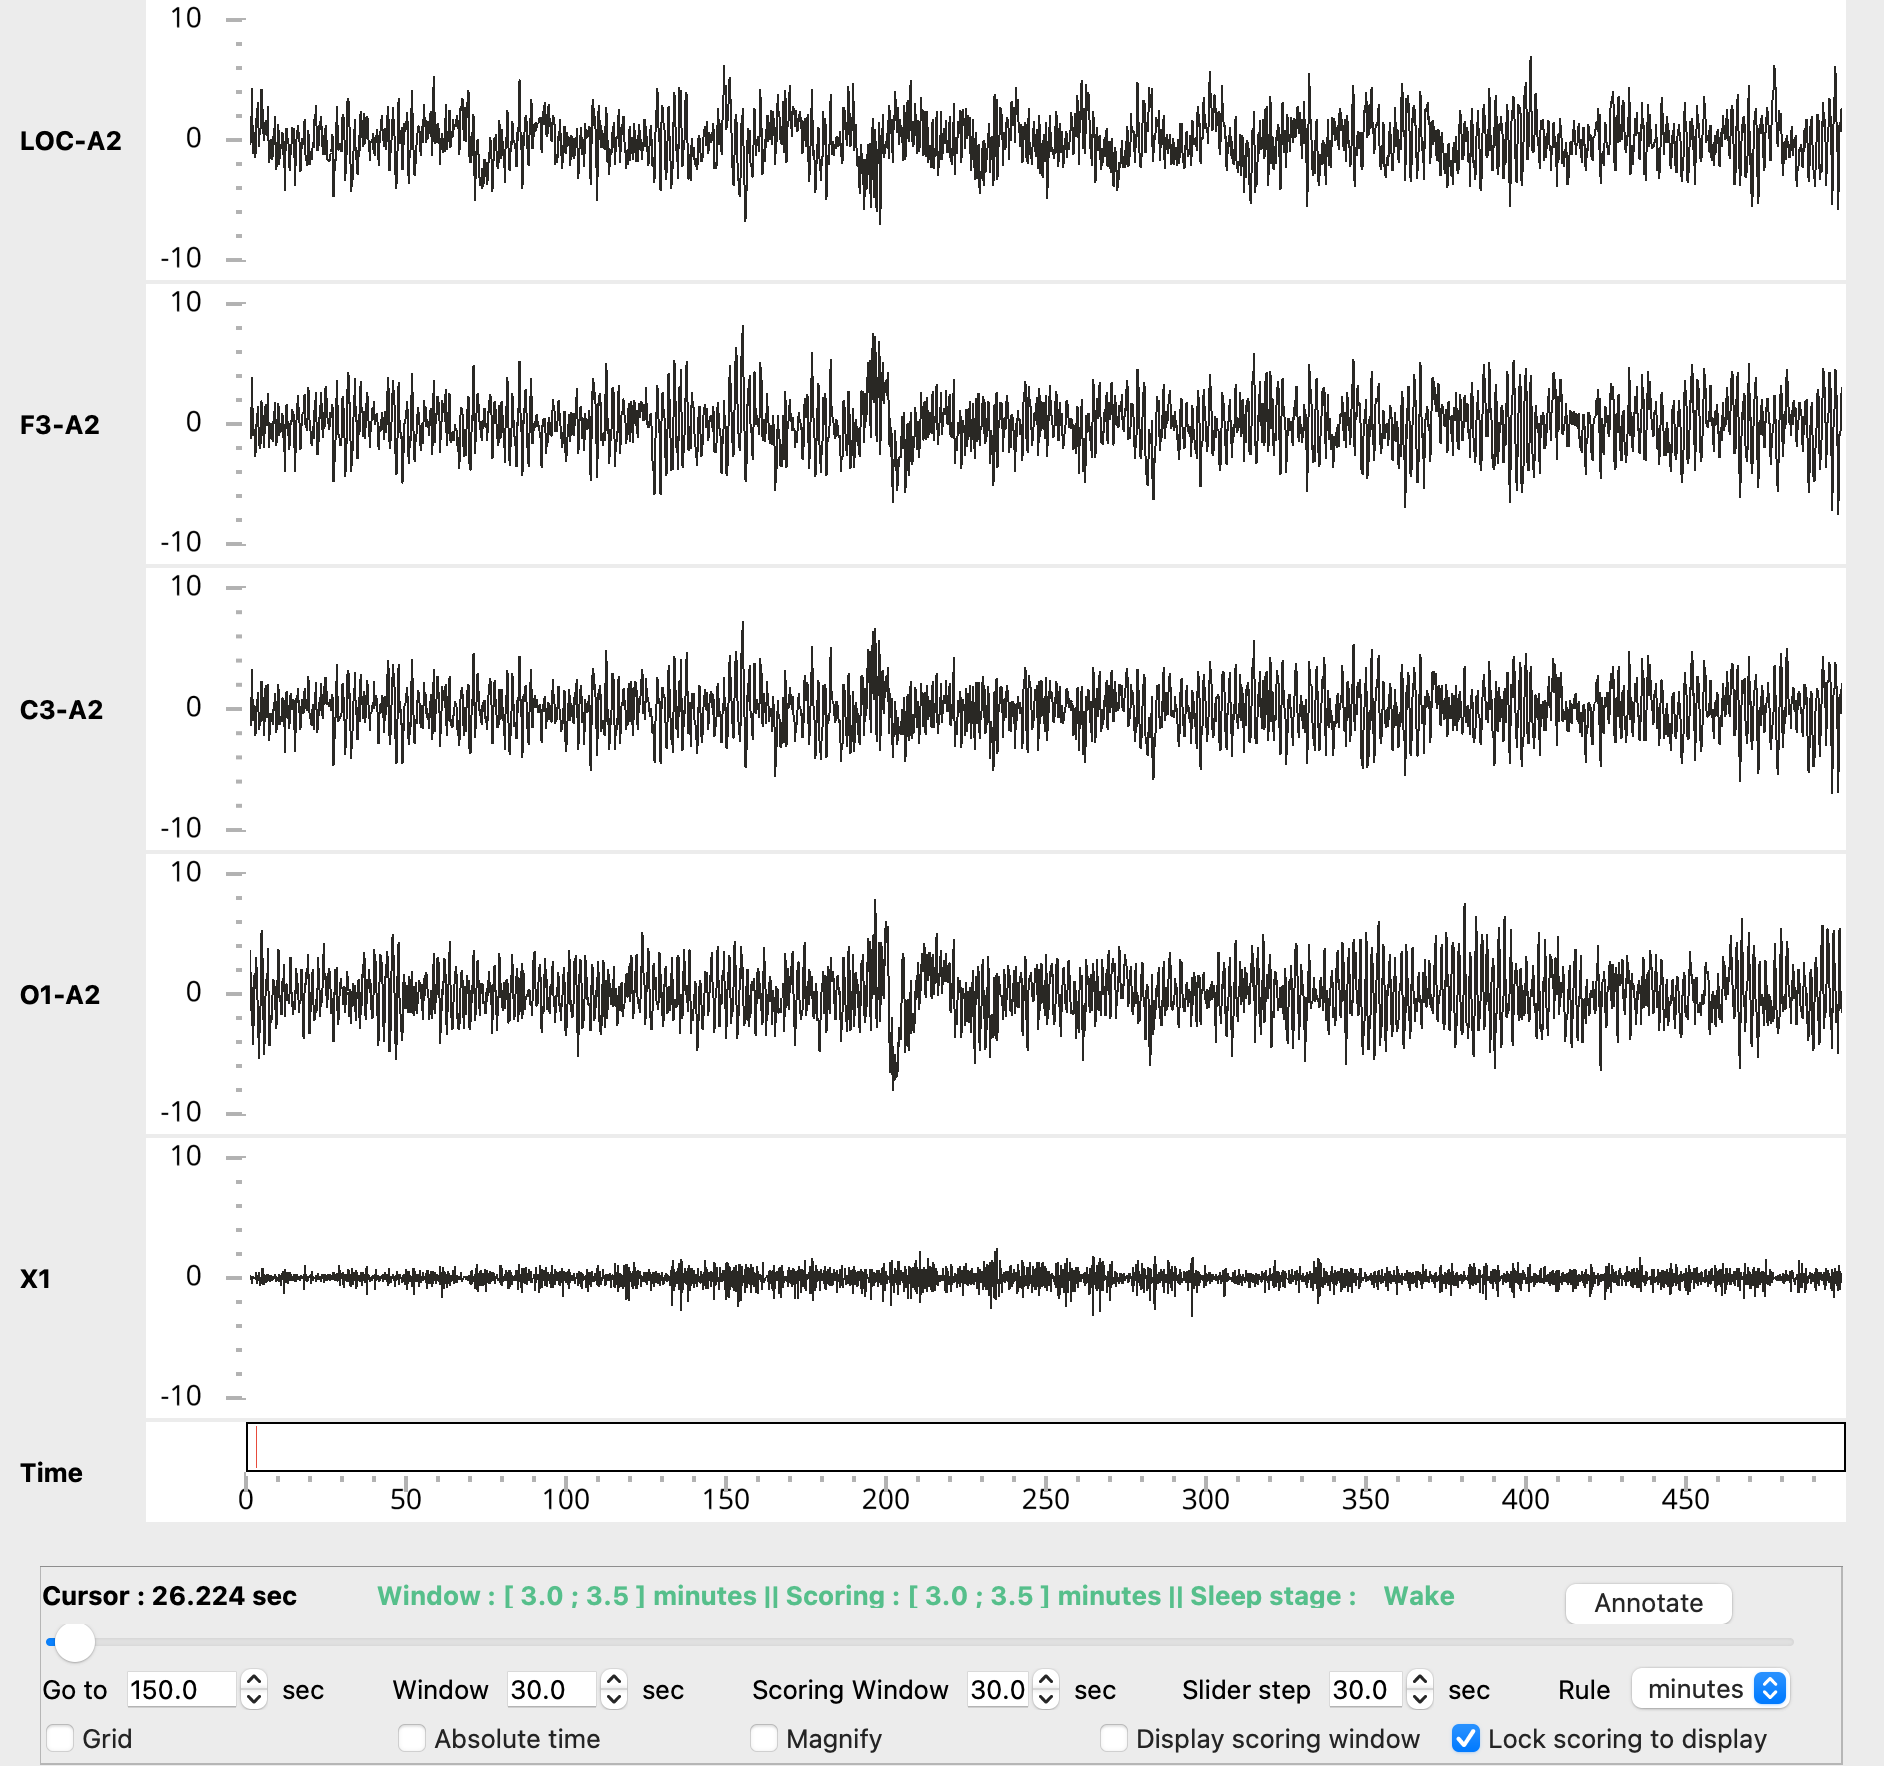 10
LOC-A2
0
-10
10
F3-A2
0
-10
10
C3-A2
0
-10
10
O1-A2
0
-10
10
X1
0
-10
Time
0 50 100 150 200 250 300 350 400 450
Cursor : 26.224 sec Window : [ 3.0 ; 3.5 ] minutes || Scoring : [ 3.0 ; 3.5 ] minutes || Sleep stage : Wake Annotate
Go to 150.0 sec Window 30.0 sec Scoring Window 30.0 sec Slider step 30.0 sec Rule minutes
Grid Absolute time Magnify Display scoring window Lock scoring to display